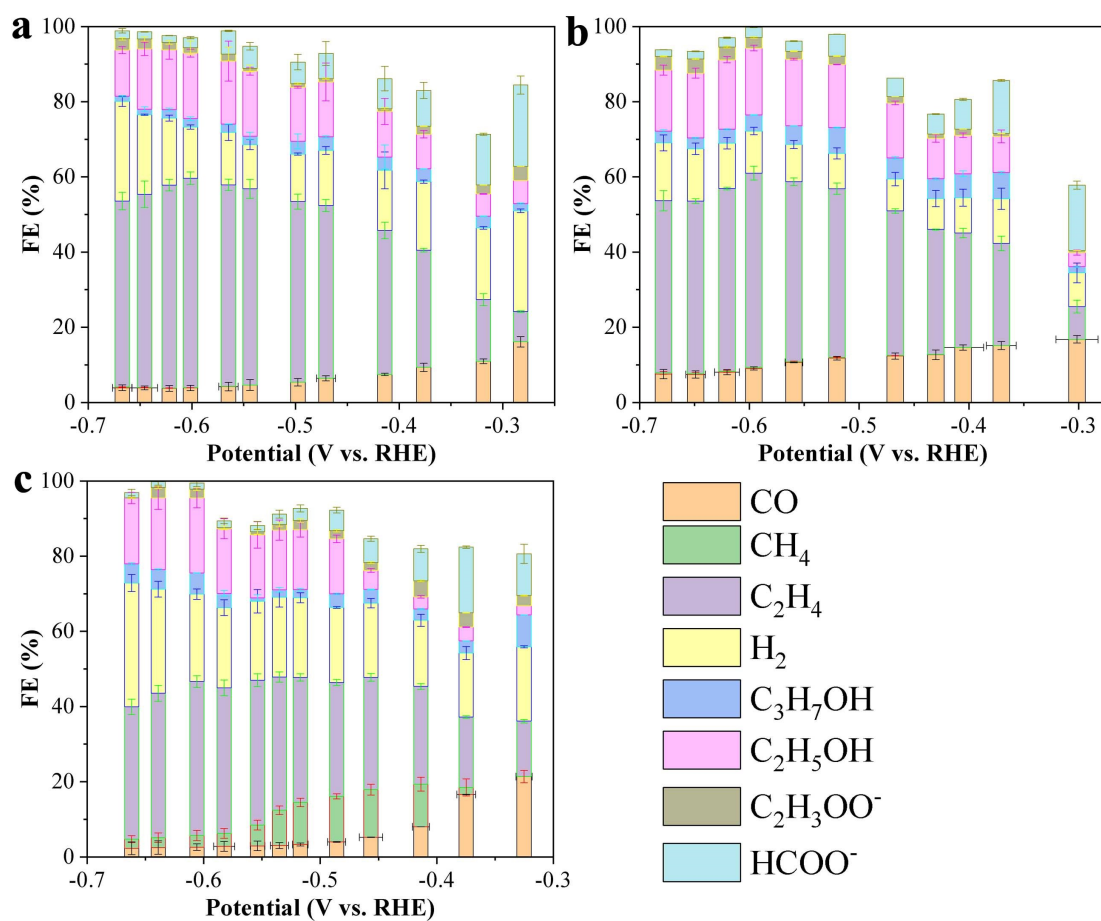 a
100
80
60
40
20
0
FE (%)
-0.7 -0.6 -0.5 -0.4 -0.3
Potential (V vs. RHE)
b
100
80
60
40
20
0
FE (%)
-0.7 -0.6 -0.5 -0.4 -0.3
Potential (V vs. RHE)
c
100
80
60
40
20
0
FE (%)
-0.7 -0.6 -0.5 -0.4 -0.3
Potential (V vs. RHE)
CO
CH₄
C₂H₄
H₂
C₃H₇OH
C₂H₅OH
C₂H₃OO⁻
HCOO⁻